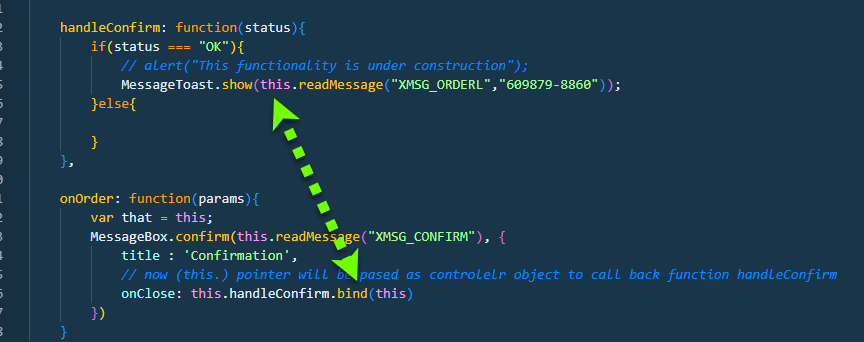 handleConfirm: function(status){
if(status === "OK"){
// alert("This functionality is under construction");
MessageToast.show(this.readMessage("XMSG_ORDERL","609879-8860"));
}else{
}
},
onOrder: function(params){
var that = this;
MessageBox.confirm(this.readMessage("XMSG_CONFIRM"), {
title : 'Confirmation',
// now (this.) pointer will be pased as controlelr object to call back function handleConfirm
onClose: this.handleConfirm.bind(this)
})
}